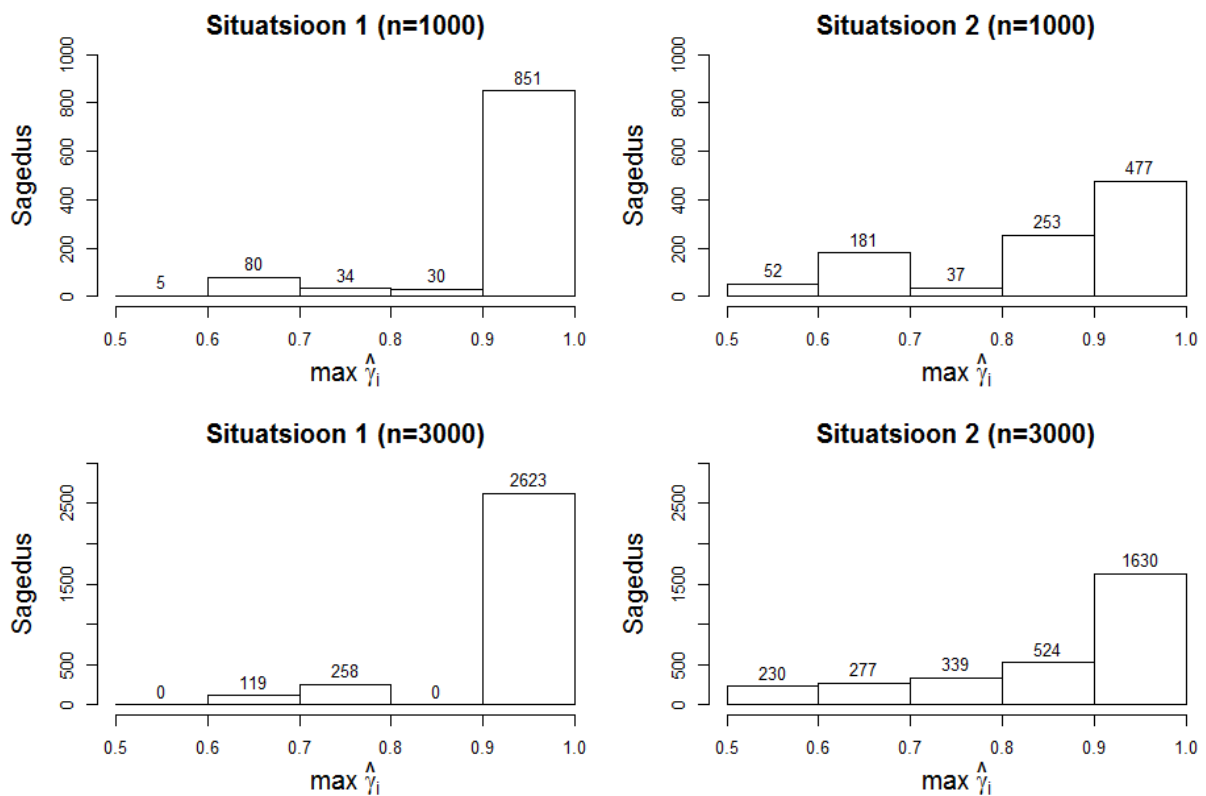 Situatsioon 1 (n=1000)
Sagedus
1000
800
600
400
200
0
5
80
34
30
851
0.5 0.6 0.7 0.8 0.9 1.0
max γ̂i
Situatsioon 2 (n=1000)
Sagedus
1000
800
600
400
200
0
52
181
37
253
477
0.5 0.6 0.7 0.8 0.9 1.0
max γ̂i
Situatsioon 1 (n=3000)
Sagedus
2500
1500
500
0
0
119
258
0
2623
0.5 0.6 0.7 0.8 0.9 1.0
max γ̂i
Situatsioon 2 (n=3000)
Sagedus
2500
1500
500
0
230
277
339
524
1630
0.5 0.6 0.7 0.8 0.9 1.0
max γ̂i